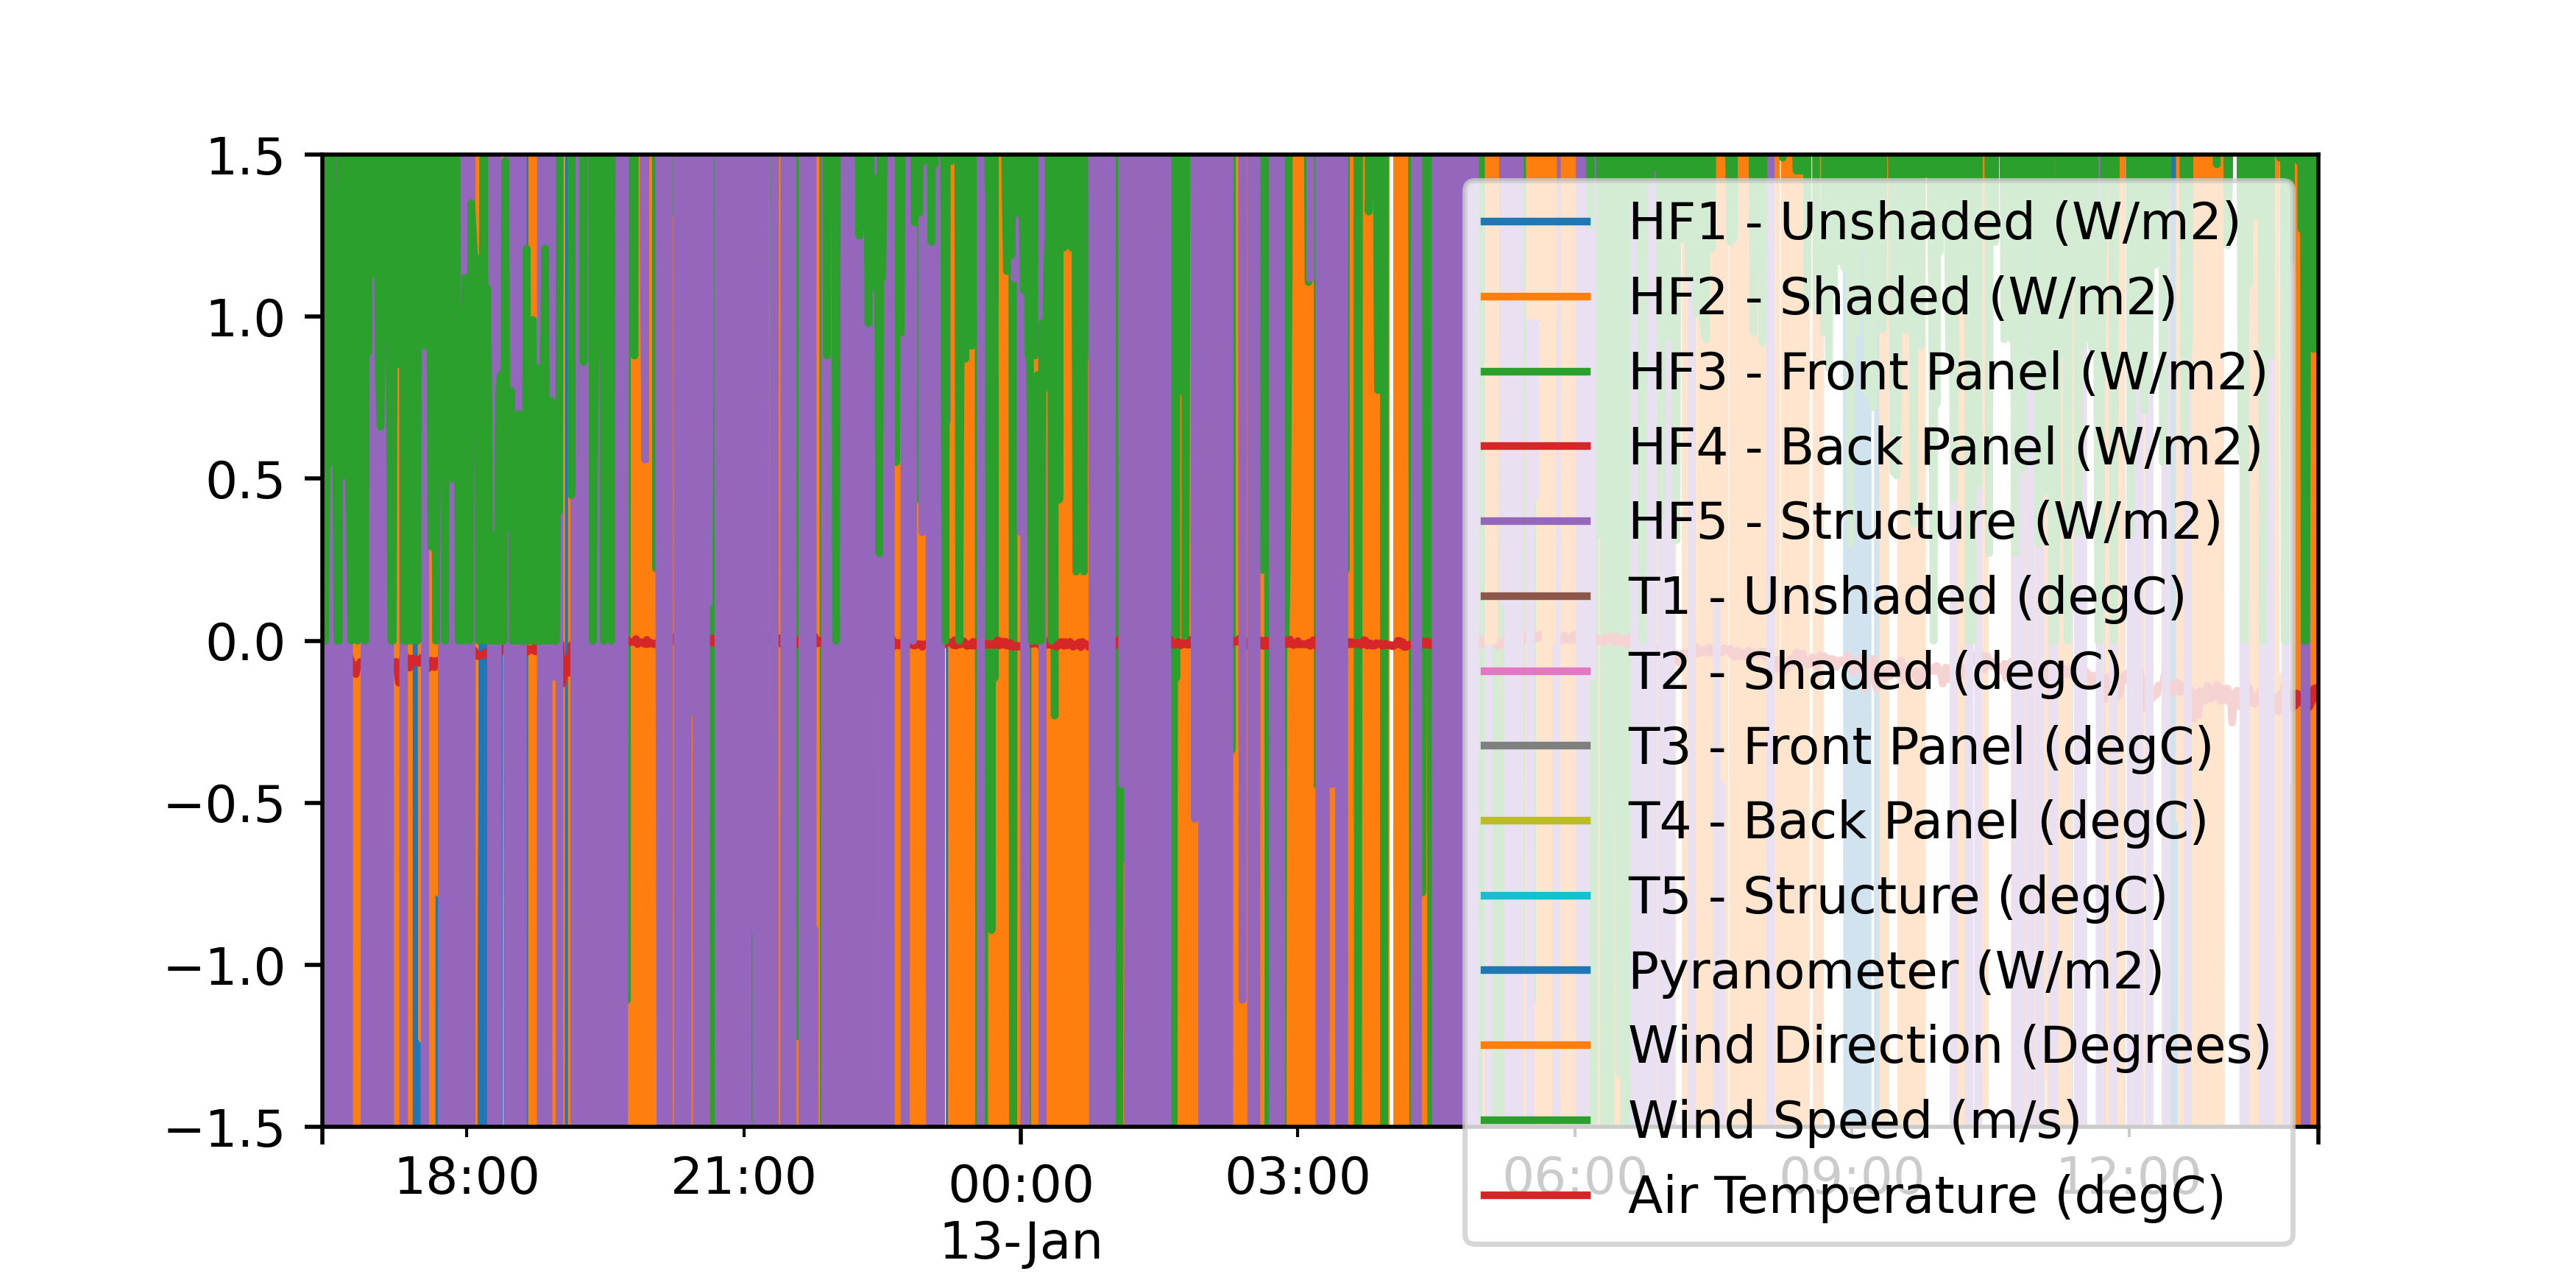 1.5
1.0
0.5
0.0
−0.5
−1.0
−1.5
HF1 - Unshaded (W/m2)
HF2 - Shaded (W/m2)
HF3 - Front Panel (W/m2)
HF4 - Back Panel (W/m2)
HF5 - Structure (W/m2)
T1 - Unshaded (degC)
T2 - Shaded (degC)
T3 - Front Panel (degC)
T4 - Back Panel (degC)
T5 - Structure (degC)
Pyranometer (W/m2)
Wind Direction (Degrees)
Wind Speed (m/s)
Air Temperature (degC)
18:00 21:00 00:00 03:00 06:00 09:00 12:00
13-Jan